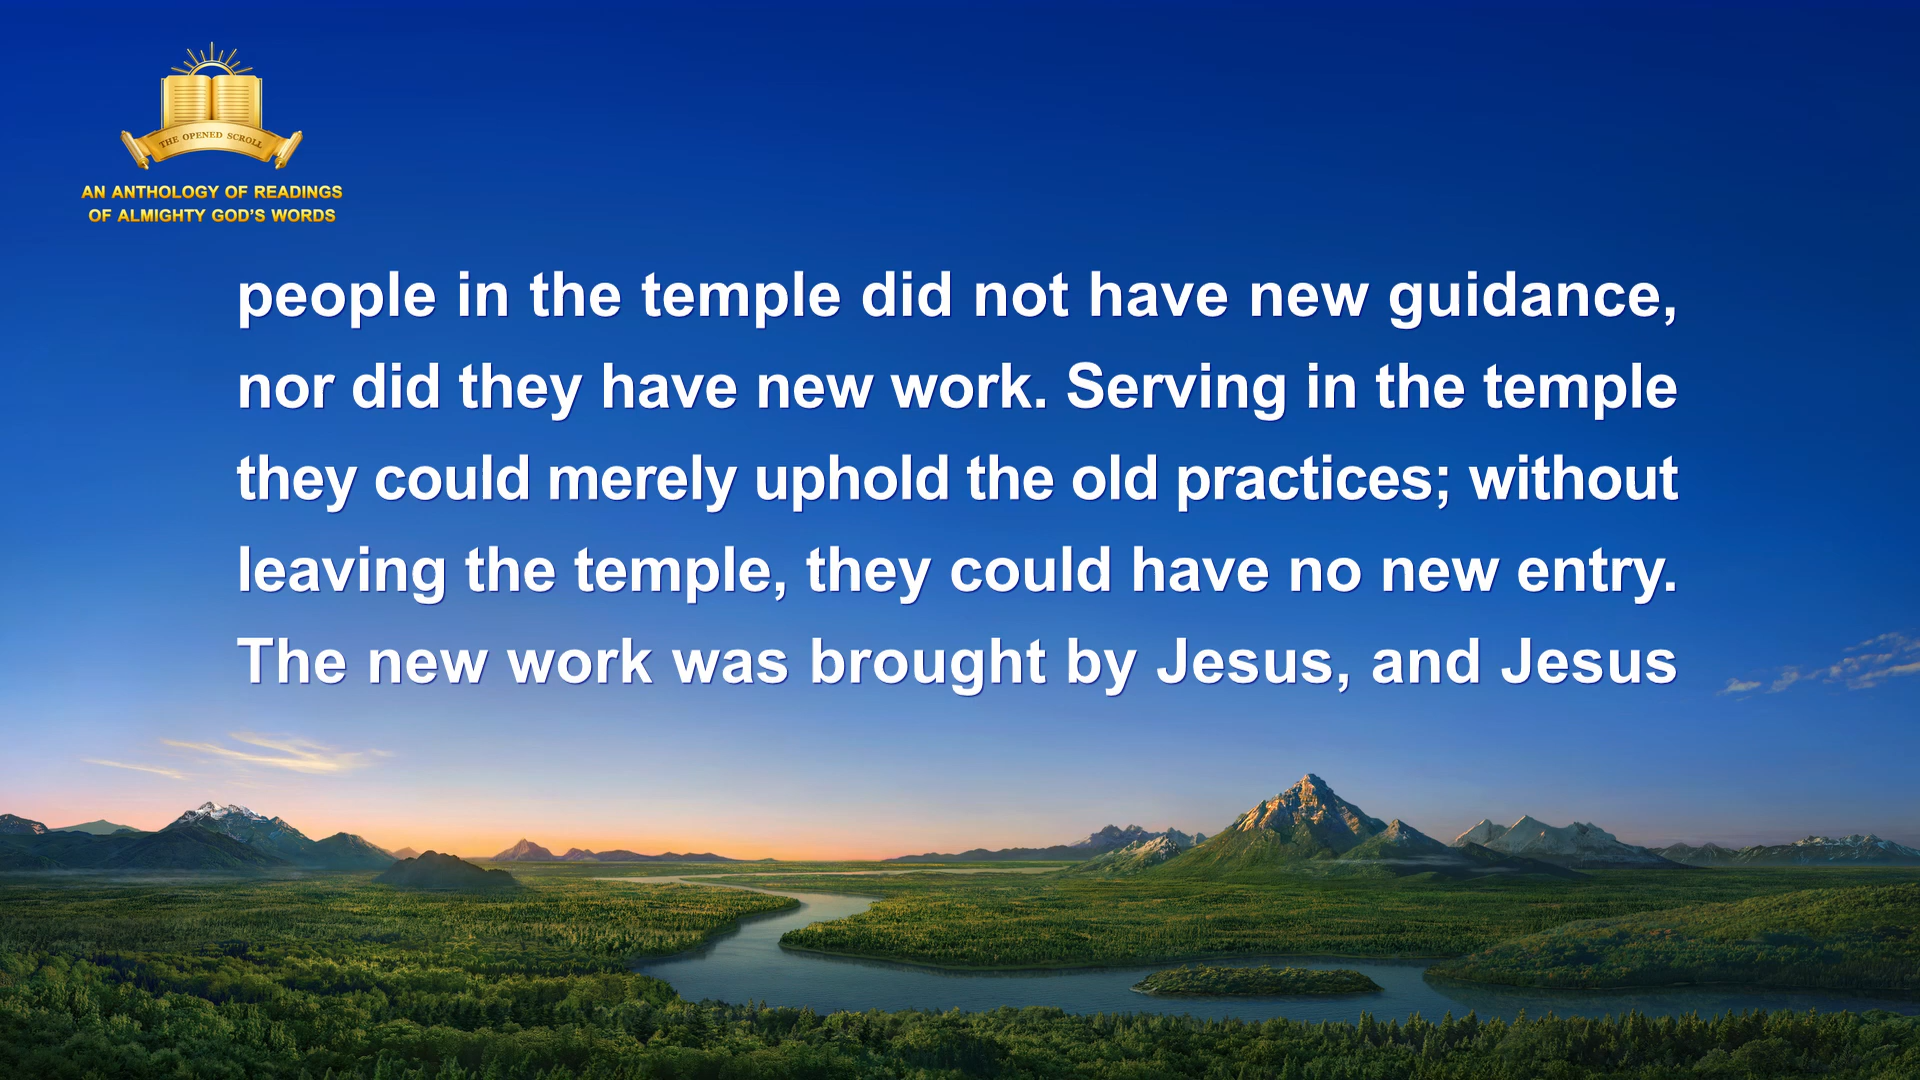 THE OPENED SCROLL
AN ANTHOLOGY OF READINGS
OF ALMIGHTY GOD'S WORDS
people in the temple did not have new guidance,
nor did they have new work. Serving in the temple
they could merely uphold the old practices; without
leaving the temple, they could have no new entry.
The new work was brought by Jesus, and Jesus